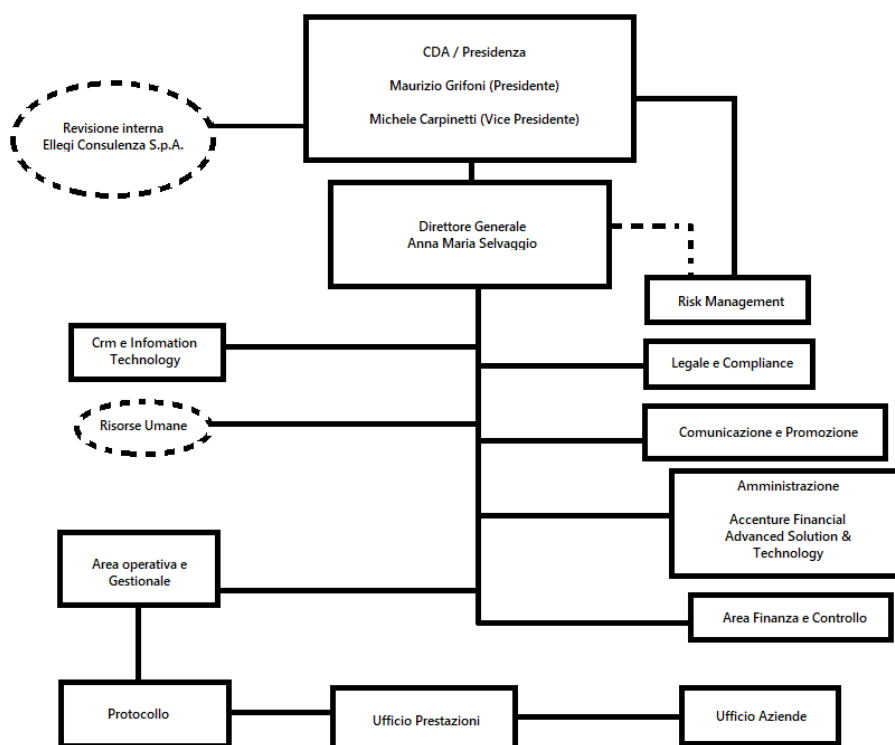 CDA / Presidenza
Maurizio Grifoni (Presidente)
Michele Carpinetti (Vice Presidente)
Revisione interna
Ellegi Consulenza S.p.A.
Direttore Generale
Anna Maria Selvaggio
Risk Management
Crm e Infomation
Technology
Legale e Compliance
Risorse Umane
Comunicazione e Promozione
Amministrazione
Accenture Financial
Advanced Solution &
Technology
Area operativa e
Gestionale
Area Finanza e Controllo
Protocollo
Ufficio Prestazioni
Ufficio Aziende